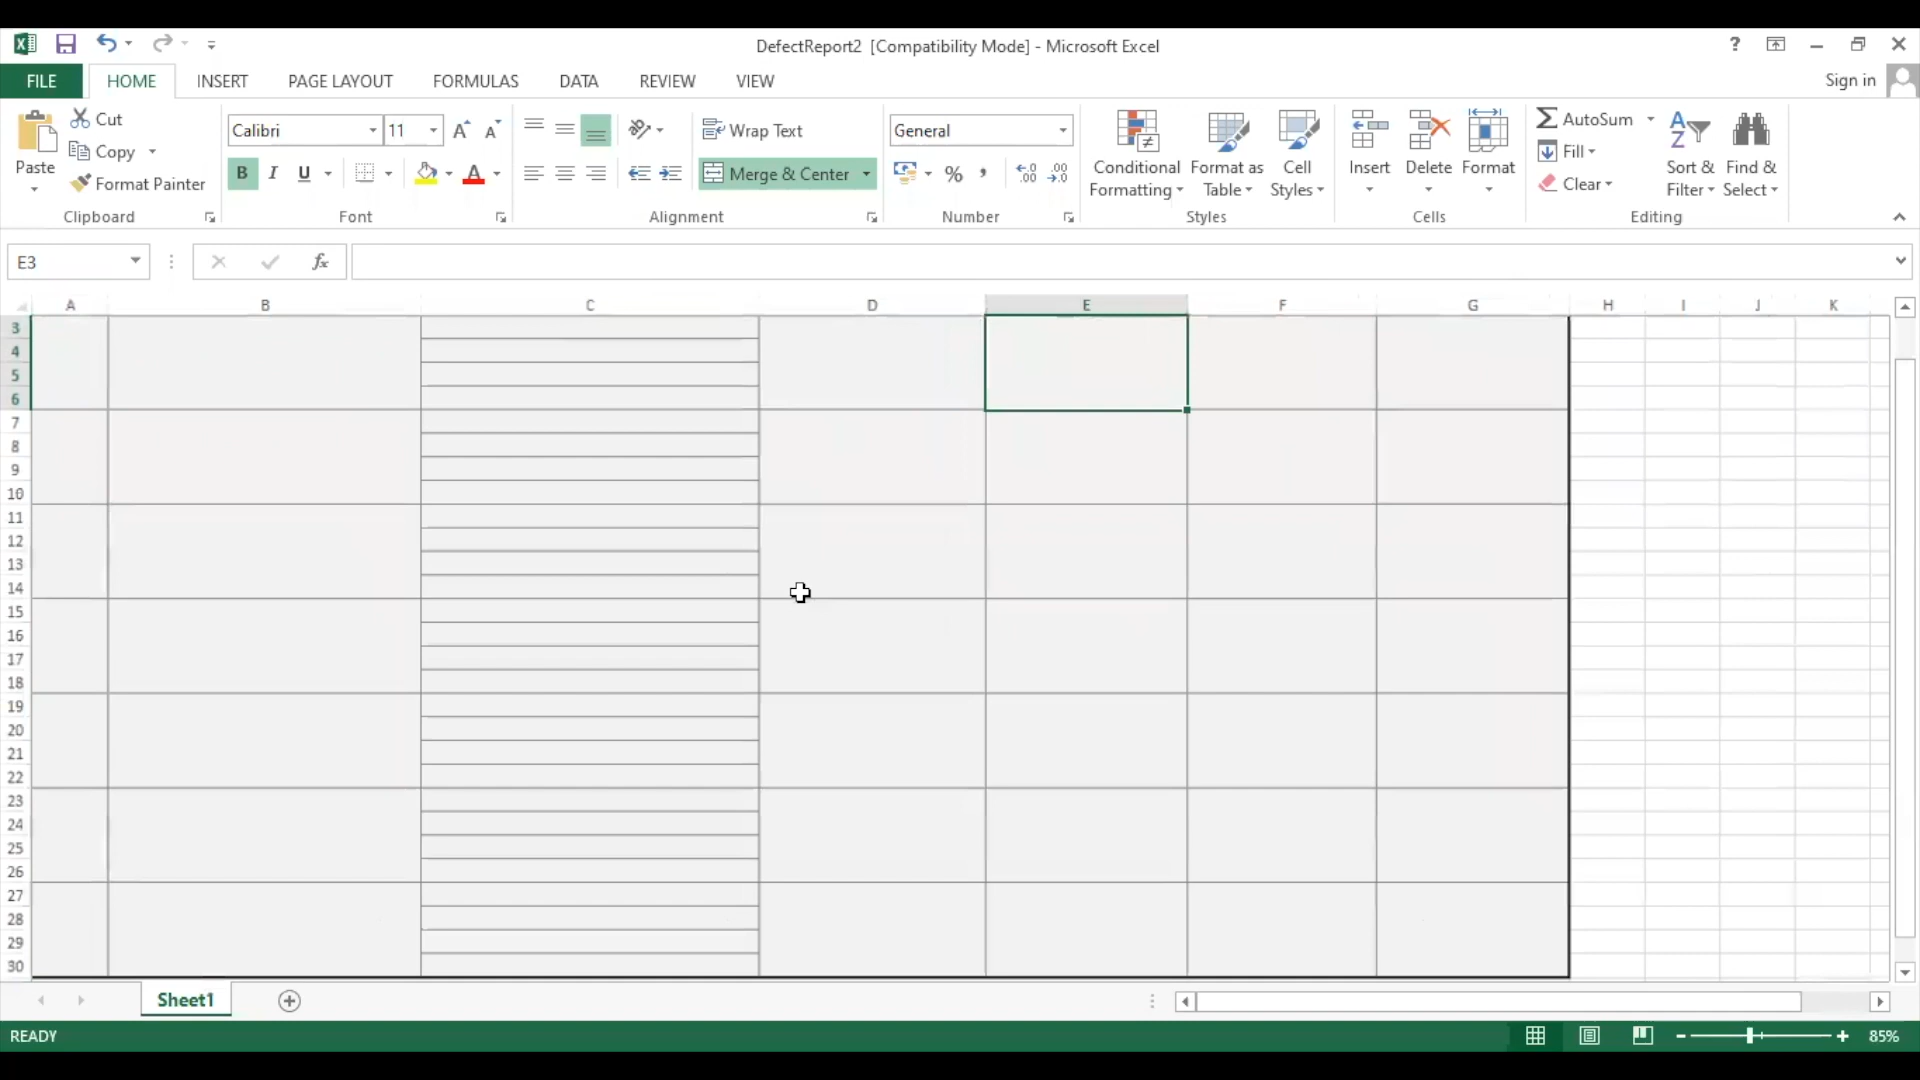 DefectReport2 [Compatibility Mode] - Microsoft Excel
?
FILE HOME INSERT PAGE LAYOUT FORMULAS DATA REVIEW VIEW Sign in
Paste
Cut
Copy
Format Painter
Clipboard
Calibri 11 A A
B I U A
Font
Wrap Text
Merge & Center
Alignment
General
% , .00 .00
Number
Conditional Formatting
Format as Table
Cell Styles
Styles
Insert
Delete
Format
Cells
AutoSum
Fill
Clear
Sort & Filter
Find & Select
Editing
E3 fx
A B C D E F G H I J K
3
4
5
6
7
8
9
10
11
12
13
14
15
16
17
18
19
20
21
22
23
24
25
26
27
28
29
30
Sheet1
READY 85%